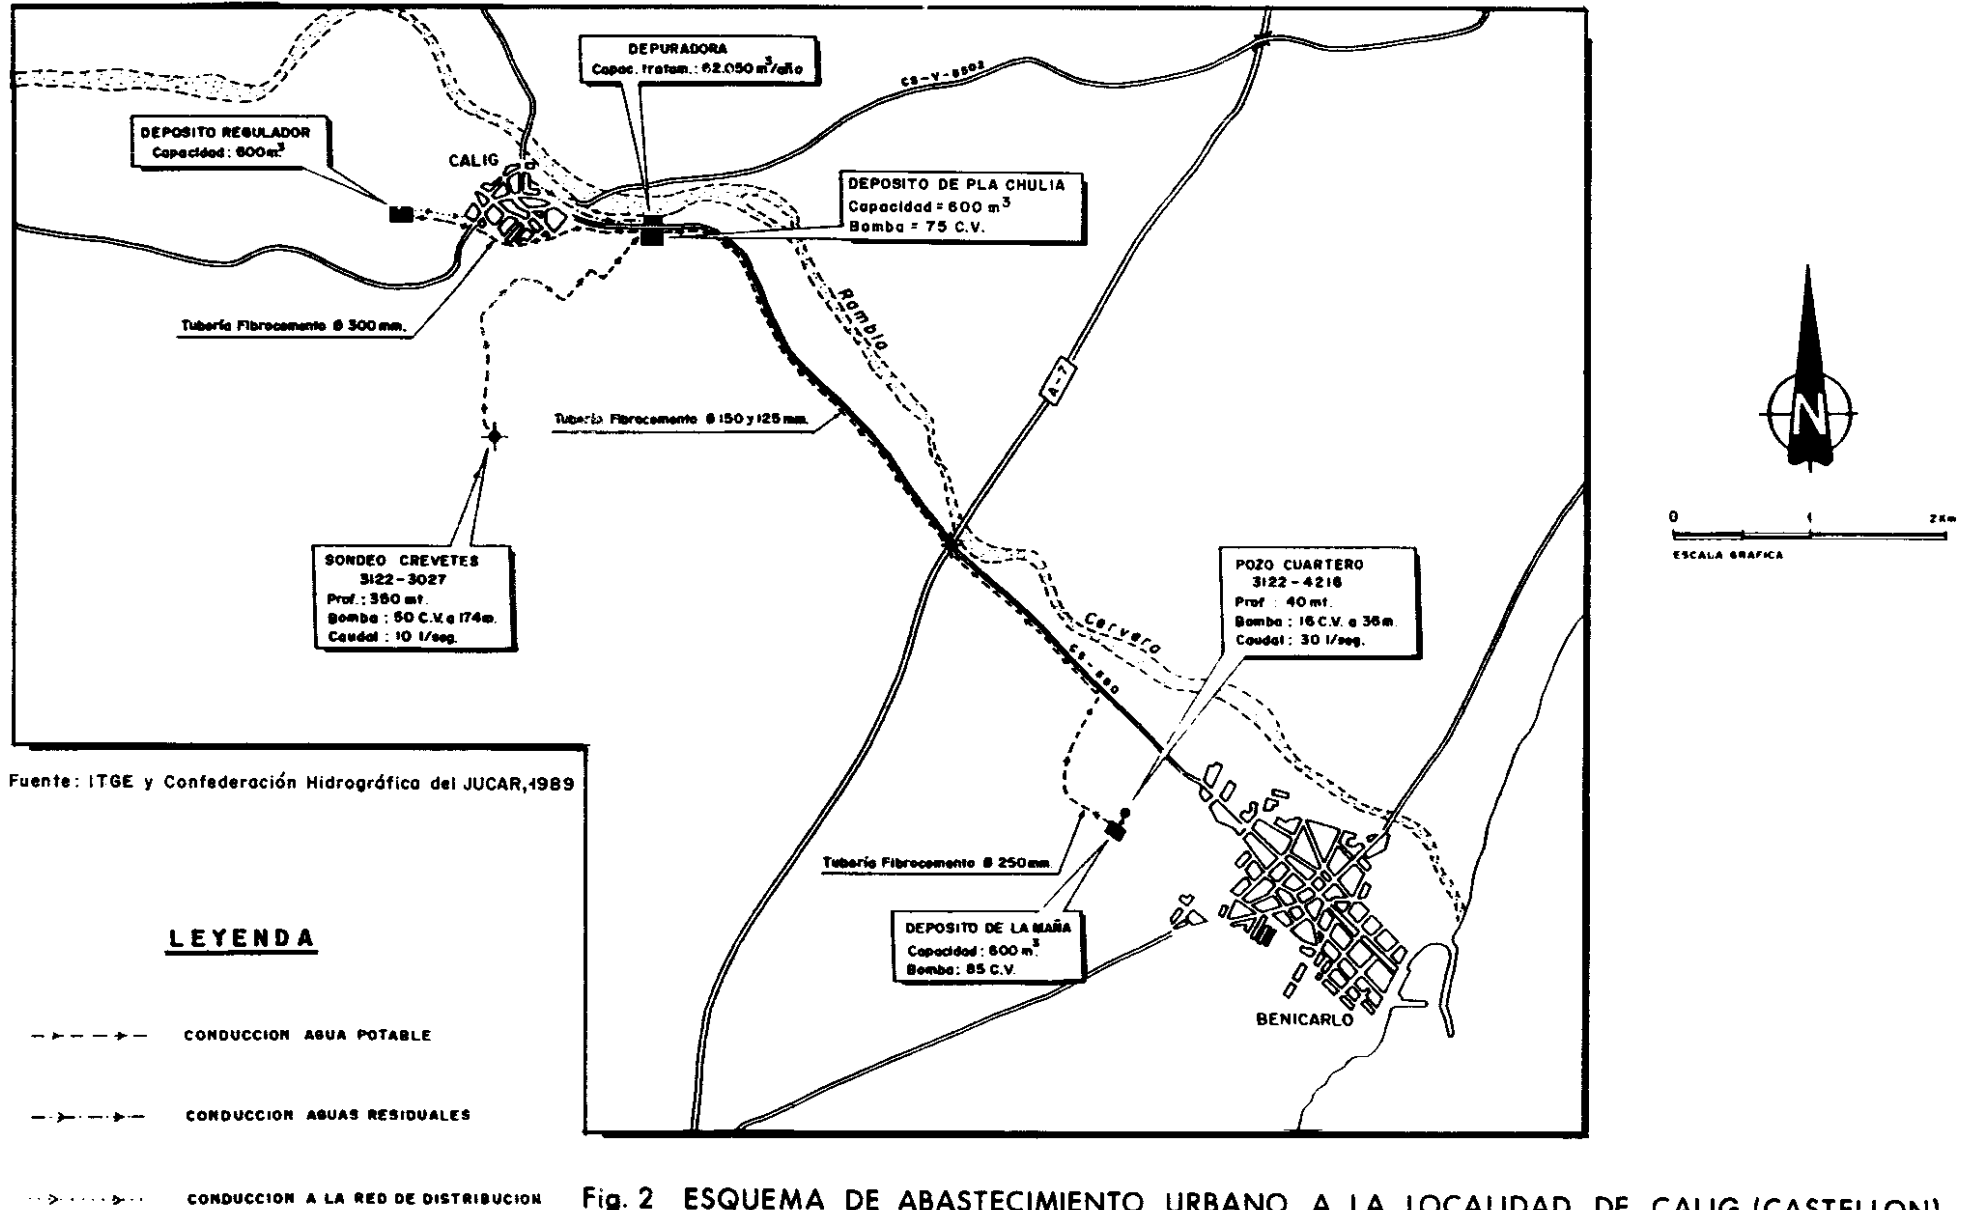 DEPURADORA
Capac. tratam.: 62.050 m³/año
CS-V-8502
DEPOSITO REGULADOR
Capacidad: 600 m³
CALIG
DEPOSITO DE PLA CHULIA
Capacidad = 600 m³
Bomba = 75 C.V.
Tubería Fibrocemento Ø 300 mm.
Rambla
A-7
Tubería Fibrocemento Ø 150 y 125 mm.
N
0 1 2 Km
ESCALA GRAFICA
SONDEO CREVETES
3122-3027
Prof.: 350 mt.
Bomba : 50 C.V. a 174 m.
Caudal : 10 l/seg.
POZO CUARTERO
3122-4216
Prof : 40 mt.
Bomba : 16 C.V. a 36 m.
Caudal : 30 l/seg.
Cervera
Fuente: ITGE y Confederación Hidrográfica del JUCAR, 1989
Tubería Fibrocemento Ø 250 mm
DEPOSITO DE LA MAÑA
Capacidad: 600 m³.
Bomba: 85 C.V.
BENICARLO
LEYENDA
CONDUCCION AGUA POTABLE
CONDUCCION AGUAS RESIDUALES
CONDUCCION A LA RED DE DISTRIBUCION
Fig. 2 ESQUEMA DE ABASTECIMIENTO URBANO A LA LOCALIDAD DE CALIG (CASTELLON)